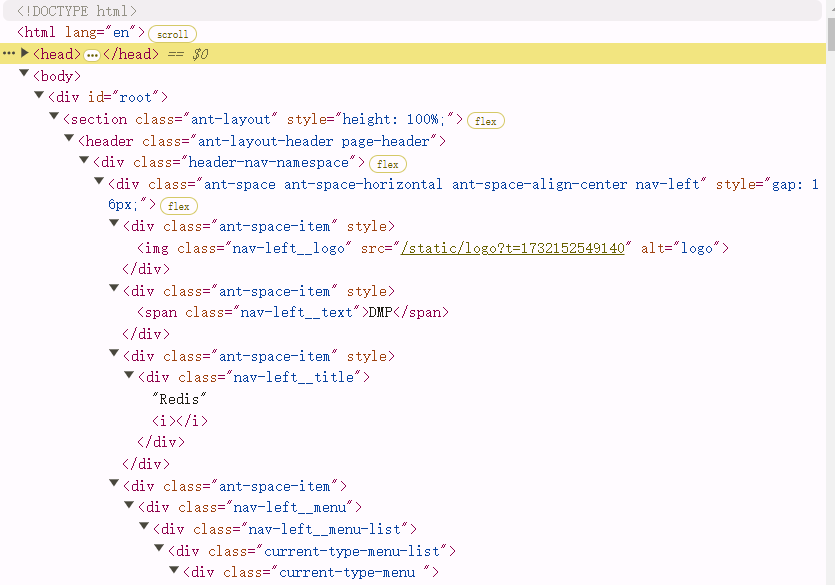 <!DOCTYPE html>
<html lang="en"> scroll
<head> ••• </head> == $0
<body>
<div id="root">
<section class="ant-layout" style="height: 100%;"> flex
<header class="ant-layout-header page-header">
<div class="header-nav-namespace"> flex
<div class="ant-space ant-space-horizontal ant-space-align-center nav-left" style="gap: 1
6px;"> flex
<div class="ant-space-item" style>
<img class="nav-left__logo" src="/static/logo?t=1732152549140" alt="logo">
</div>
<div class="ant-space-item" style>
<span class="nav-left__text">DMP</span>
</div>
<div class="ant-space-item" style>
<div class="nav-left__title">
"Redis"
<i></i>
</div>
</div>
<div class="ant-space-item">
<div class="nav-left__menu">
<div class="nav-left__menu-list">
<div class="current-type-menu-list">
<div class="current-type-menu ">